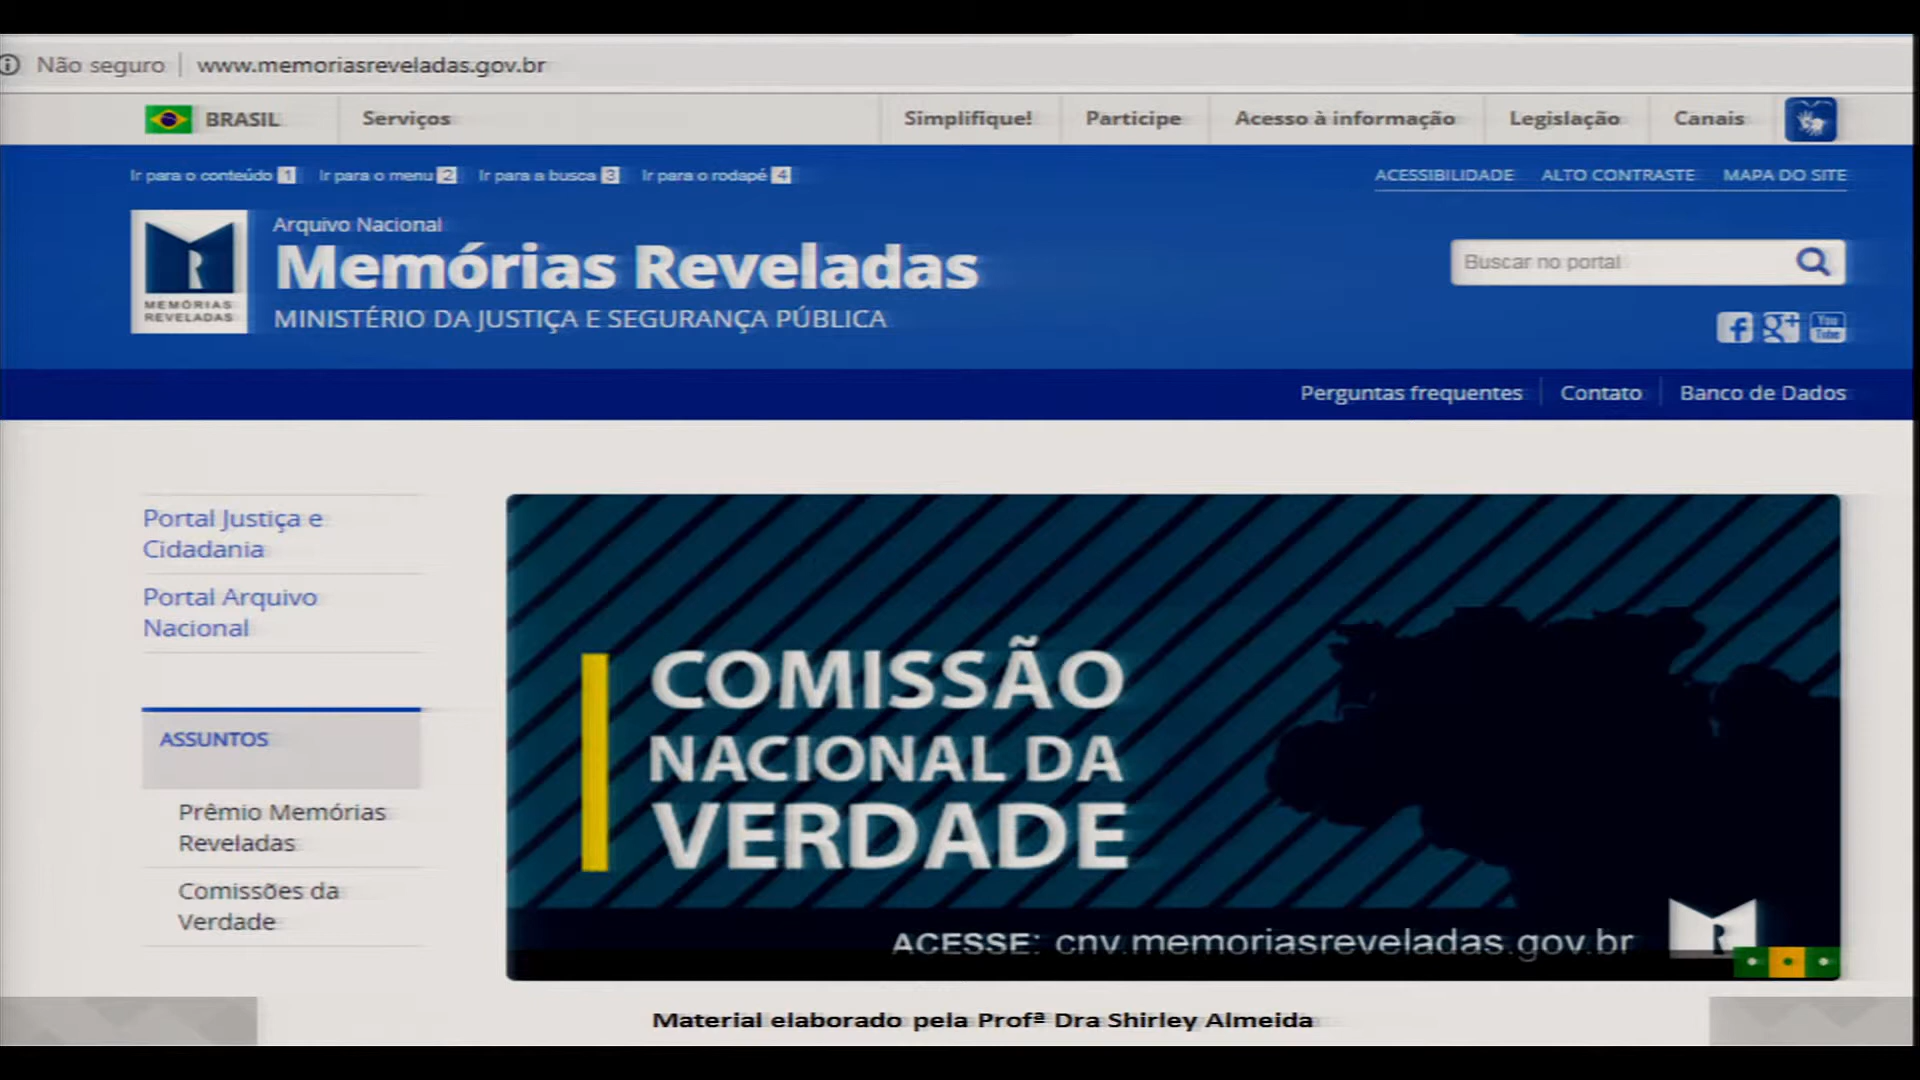 Não seguro | www.memoriasreveladas.gov.br
BRASIL Serviços Simplifique! Participe Acesso à informação Legislação Canais
Ir para o conteúdo 1 Ir para o menu 2 Ir para a busca 3 Ir para o rodapé 4 ACESSIBILIDADE ALTO CONTRASTE MAPA DO SITE
Arquivo Nacional
Memórias Reveladas
MINISTÉRIO DA JUSTIÇA E SEGURANÇA PÚBLICA
MEMÓRIAS
REVELADAS
Buscar no portal
f g+ You Tube
Perguntas frequentes Contato Banco de Dados
Portal Justiça e
Cidadania
Portal Arquivo
Nacional
ASSUNTOS
Prêmio Memórias
Reveladas
Comissões da
Verdade
COMISSÃO
NACIONAL DA
VERDADE
ACESSE: cnv.memoriasreveladas.gov.br
Material elaborado pela Profª Dra Shirley Almeida